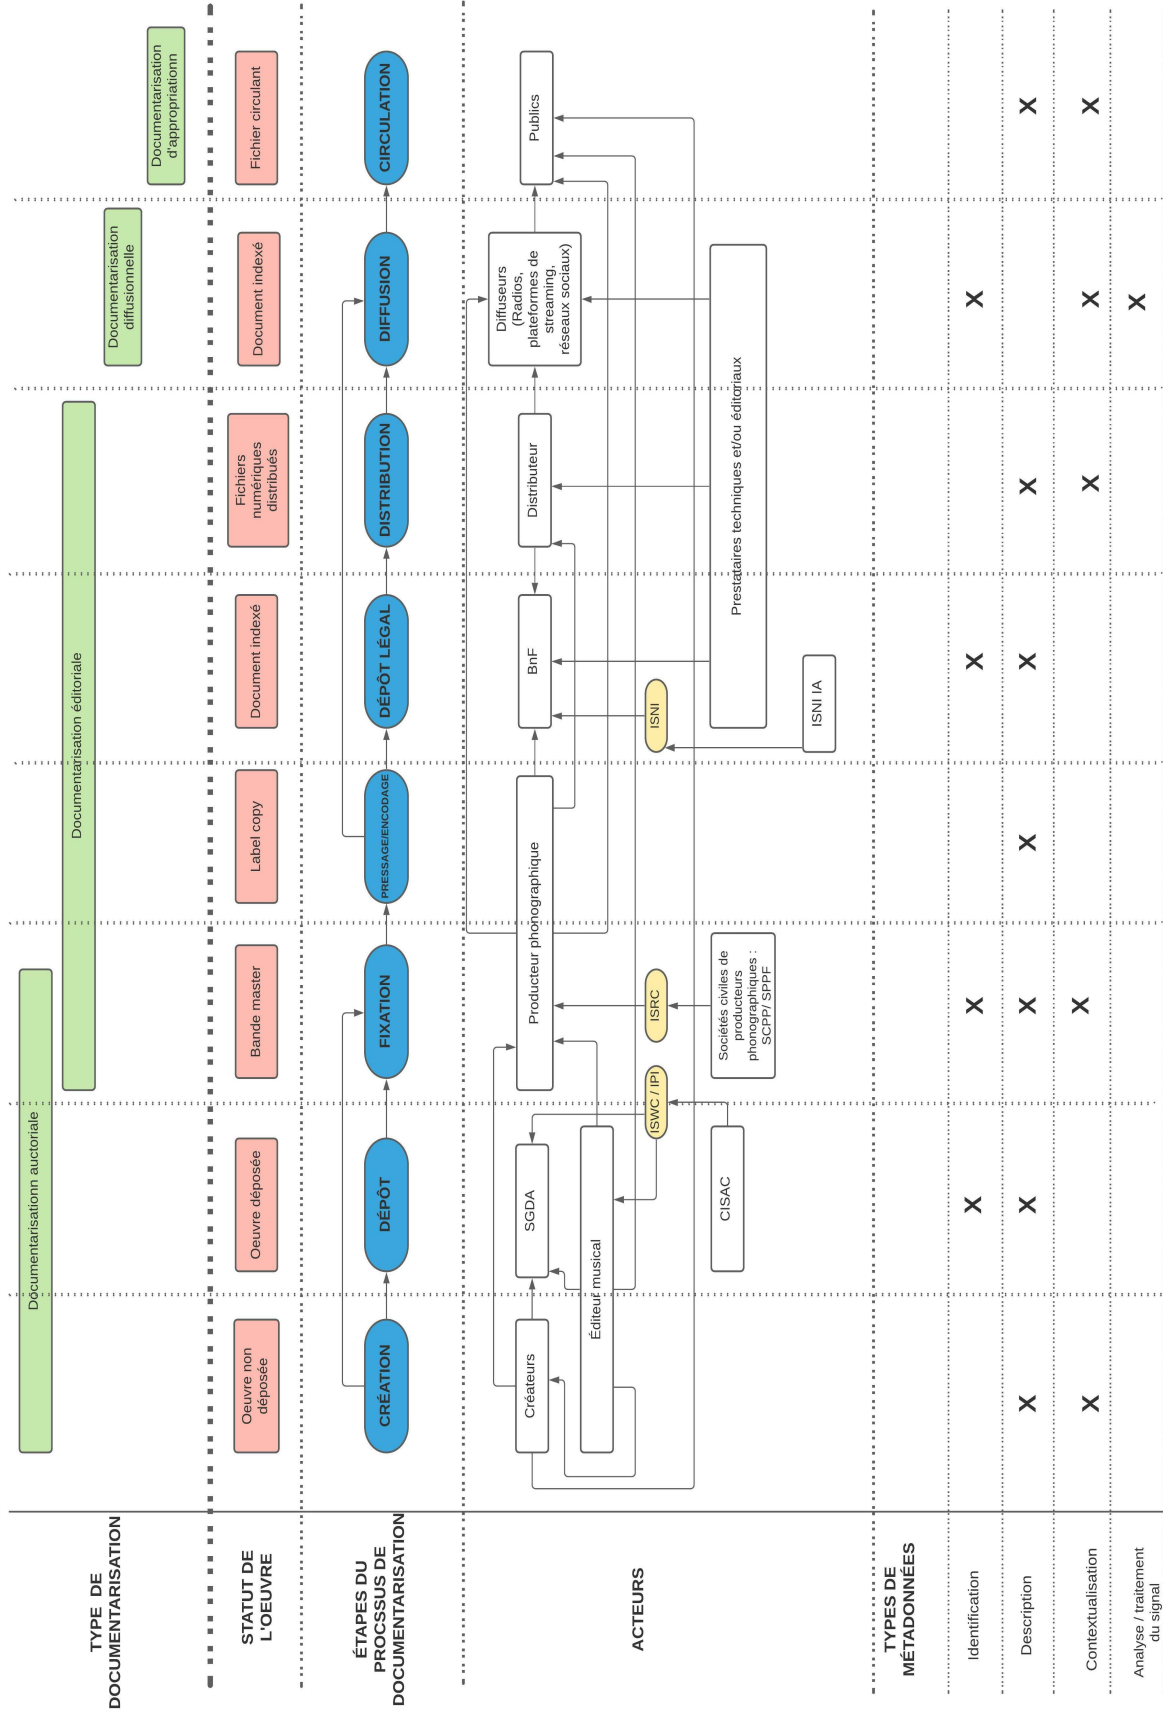 TYPE DE
DOCUMENTARISATION
Documentarisationn auctoriale
Documentarisation éditoriale
Documentarisation
diffusionnelle
Documentarisation
d'appropriationn
STATUT DE
L'OEUVRE
Oeuvre non
déposée
Oeuvre déposée
Bande master
Label copy
Document indexé
Fichiers
numériques
distribués
Document indexé
Fichier circulant
ÉTAPES DU
PROCSSUS DE
DOCUMENTARISATION
CRÉATION
DÉPÔT
FIXATION
PRESSAGE/ENCODAGE
DÉPÔT LÉGAL
DISTRIBUTION
DIFFUSION
CIRCULATION
ACTEURS
Créateurs
SGDA
Producteur phonographique
BnF
Distributeur
Diffuseurs
(Radios,
plateformes de
streaming,
réseaux sociaux)
Publics
Éditeur musical
ISWC / IPI
ISRC
ISNI
CISAC
Sociétés civiles de
producteurs
phonographiques :
SCPP/ SPPF
Prestataires techniques et/ou éditoriaux
ISNI IA
TYPES DE
MÉTADONNÉES
Identification
X X X X
Description
X X X X X X X
Contextualisation
X X X X X
Analyse / traitement
du signal
X